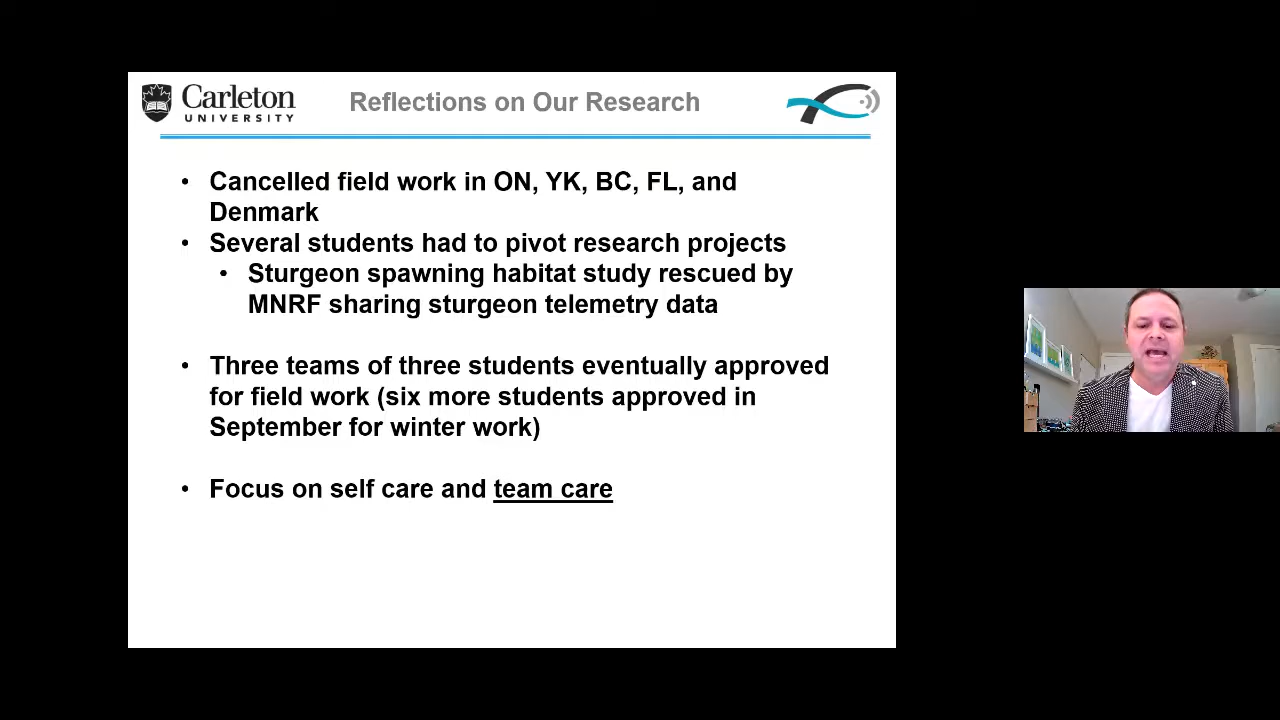 Carleton
UNIVERSITY
Reflections on Our Research
• Cancelled field work in ON, YK, BC, FL, and
Denmark
• Several students had to pivot research projects
• Sturgeon spawning habitat study rescued by
MNRF sharing sturgeon telemetry data
• Three teams of three students eventually approved
for field work (six more students approved in
September for winter work)
• Focus on self care and team care